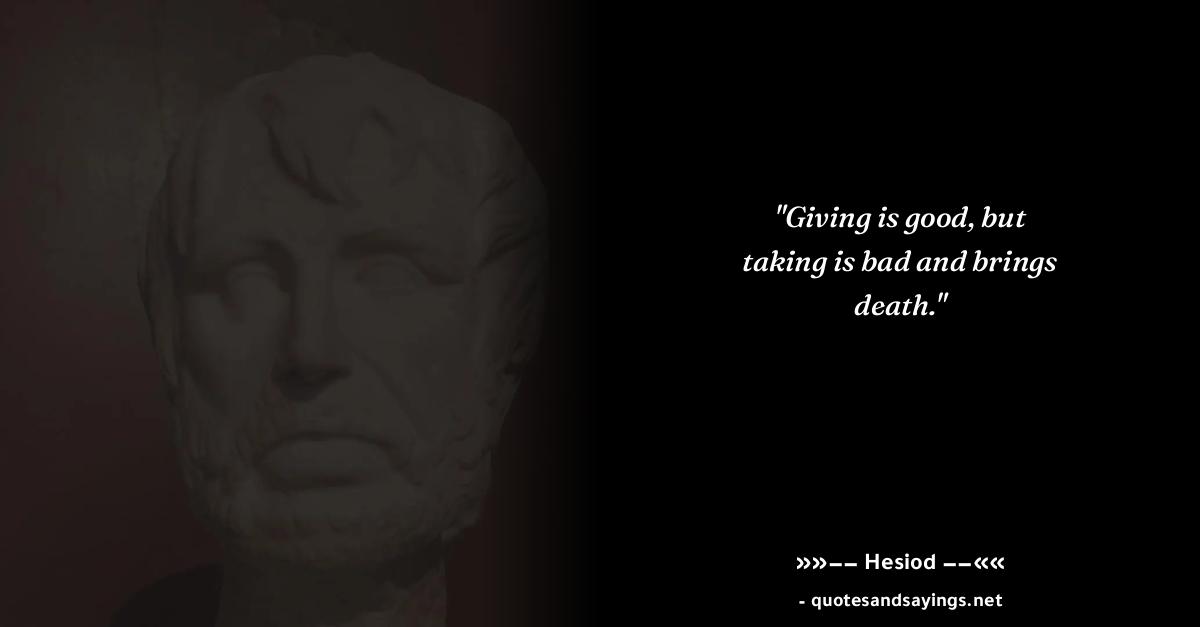 "Giving is good, but
taking is bad and brings
death."
»»−− Hesiod −−««
- quotesandsayings.net